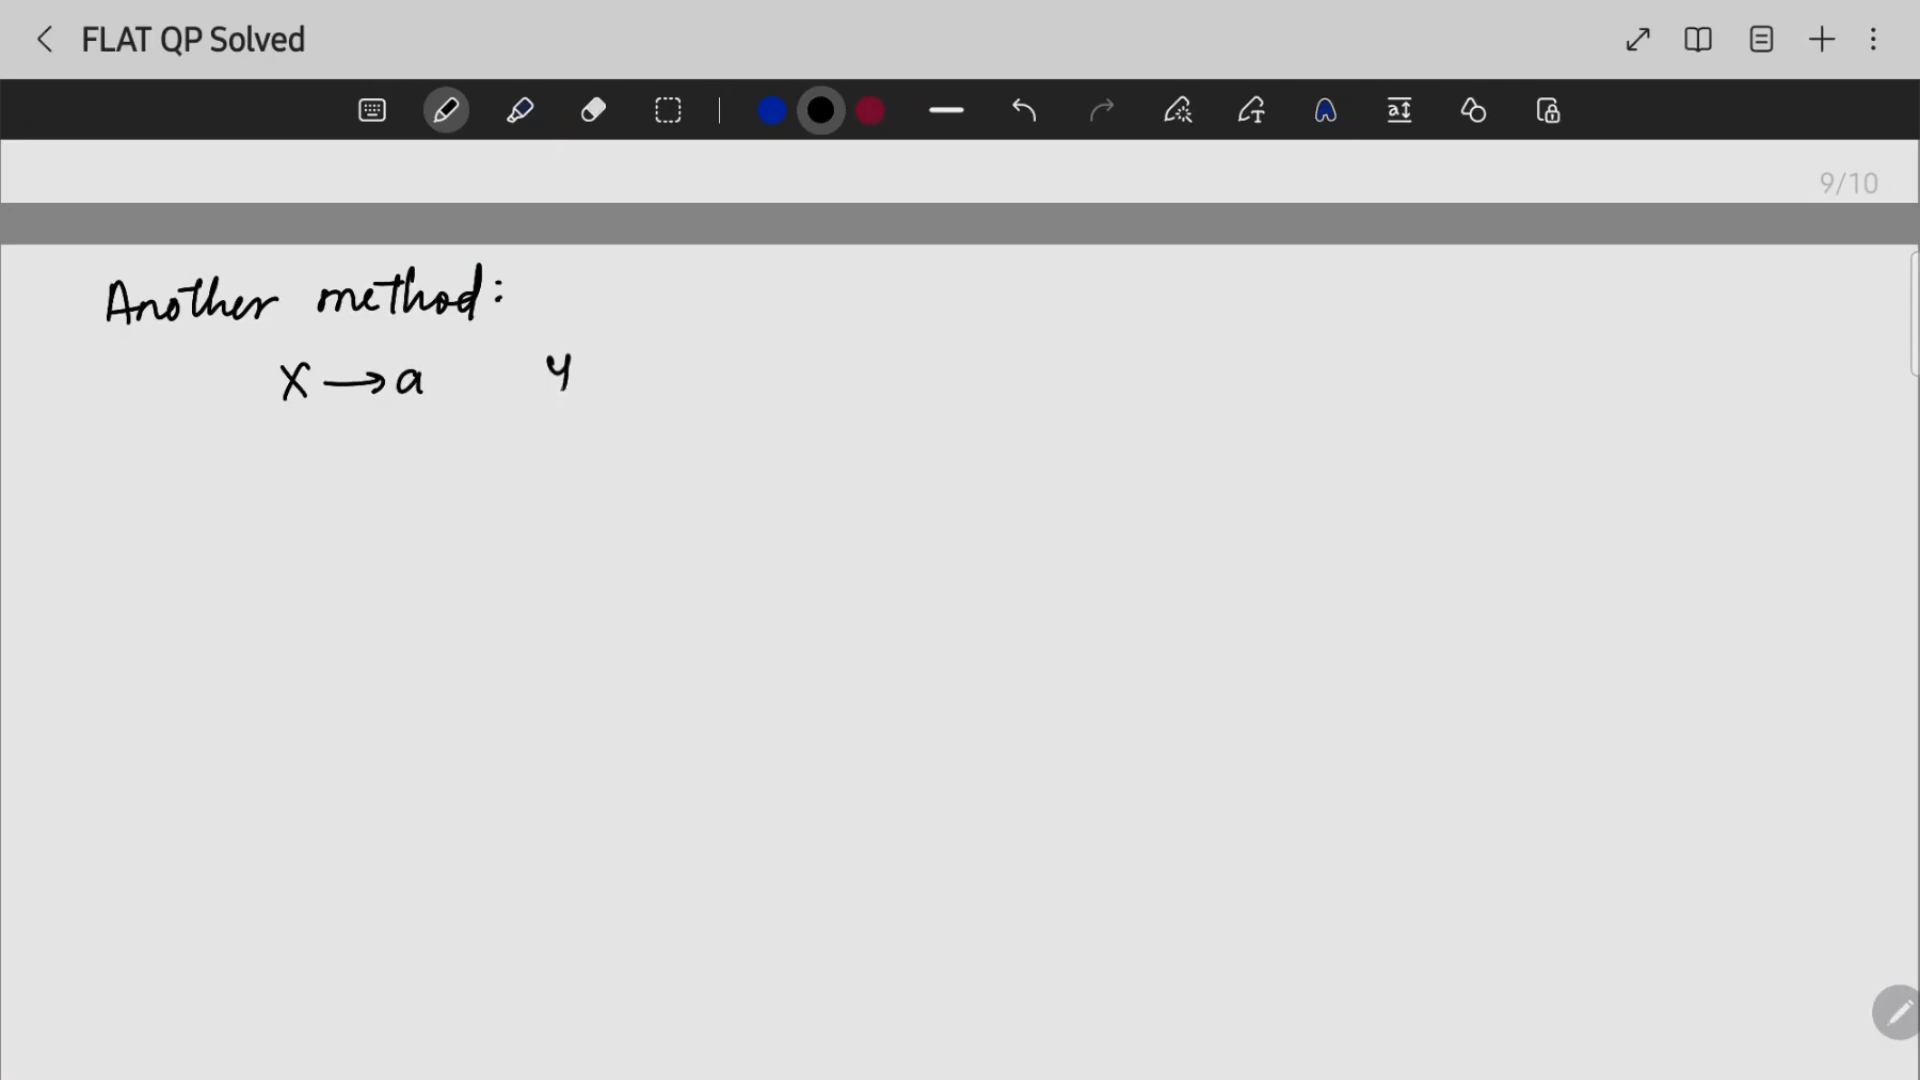 FLAT QP Solved
9/10
Another method:
X → a y